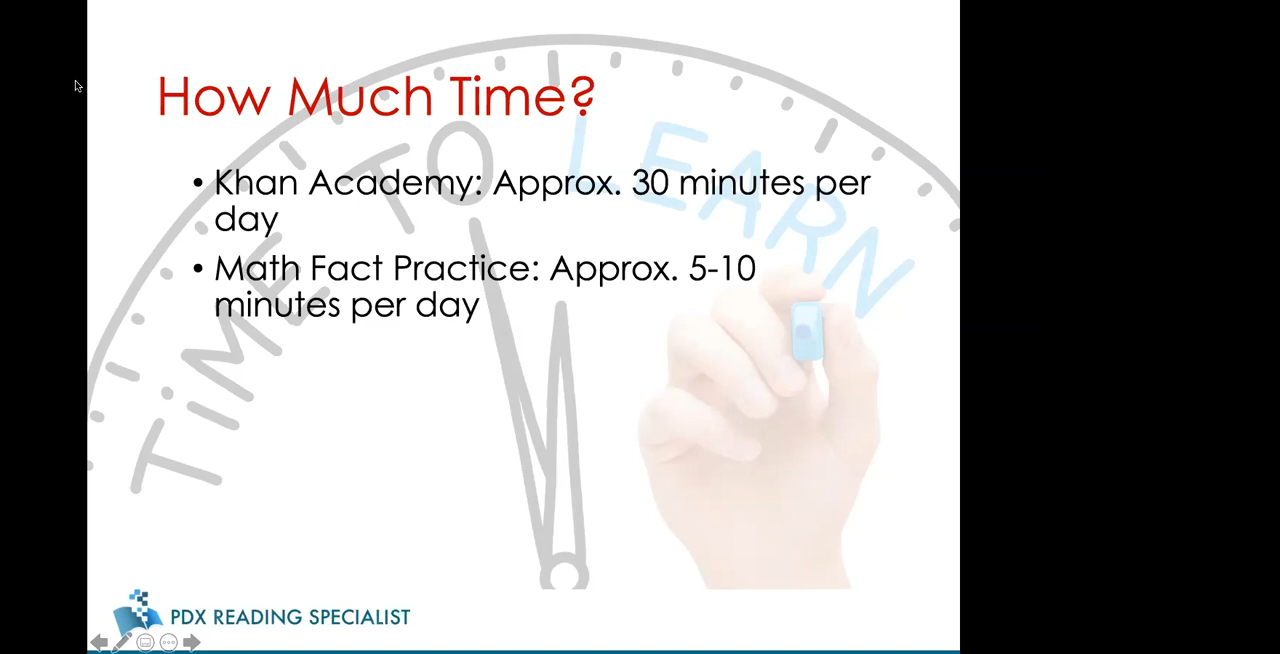 How Much Time?
TiME TO LEARN
• Khan Academy: Approx. 30 minutes per
day
• Math Fact Practice: Approx. 5-10
minutes per day
PDX READING SPECIALIST